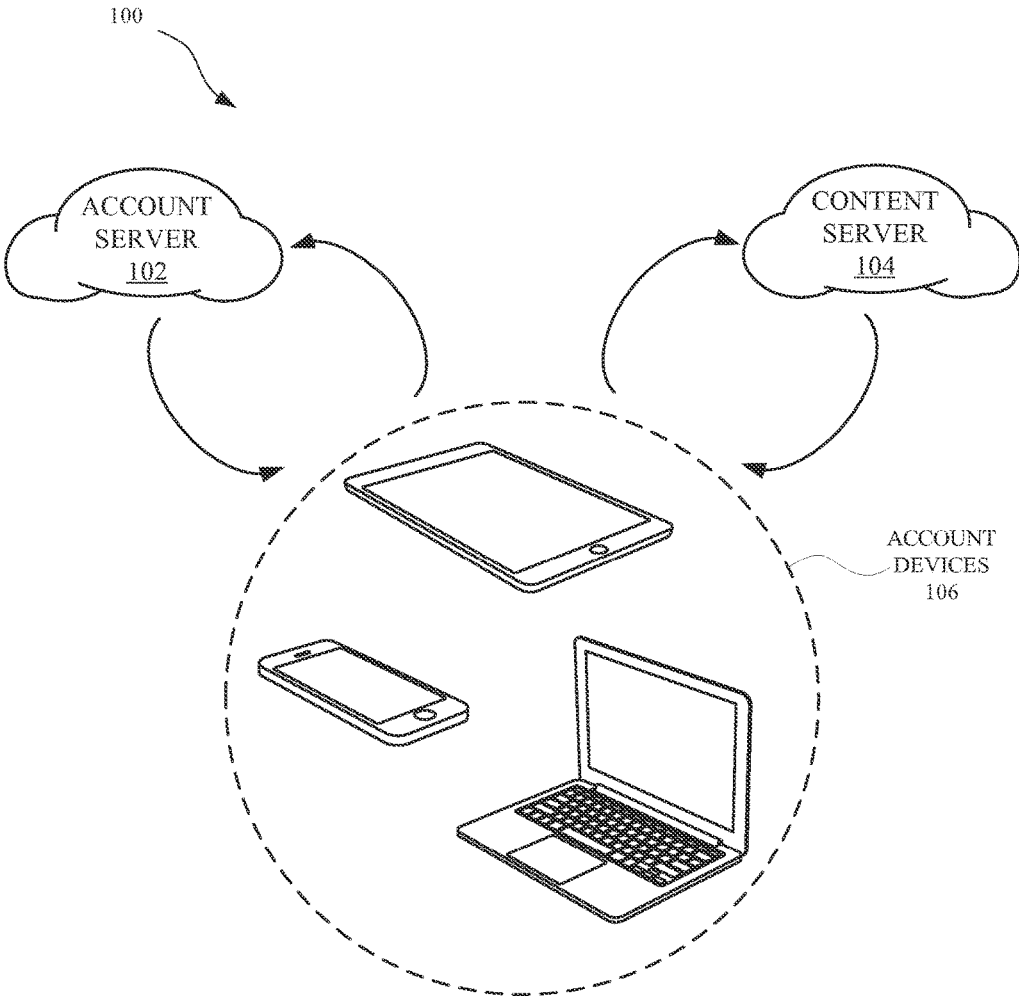 100
ACCOUNT
SERVER
102
CONTENT
SERVER
104
ACCOUNT
DEVICES
106